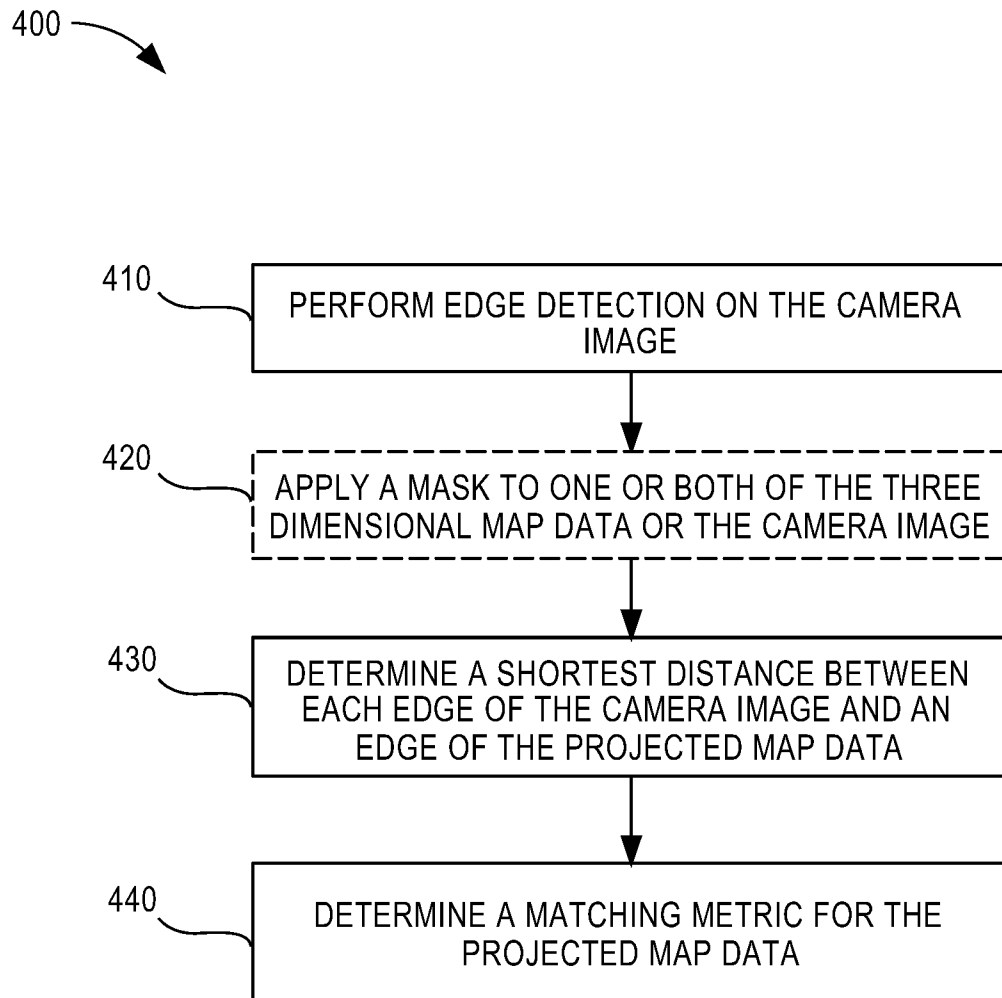 400
410
PERFORM EDGE DETECTION ON THE CAMERA
IMAGE
420
APPLY A MASK TO ONE OR BOTH OF THE THREE
DIMENSIONAL MAP DATA OR THE CAMERA IMAGE
430
DETERMINE A SHORTEST DISTANCE BETWEEN
EACH EDGE OF THE CAMERA IMAGE AND AN
EDGE OF THE PROJECTED MAP DATA
440
DETERMINE A MATCHING METRIC FOR THE
PROJECTED MAP DATA